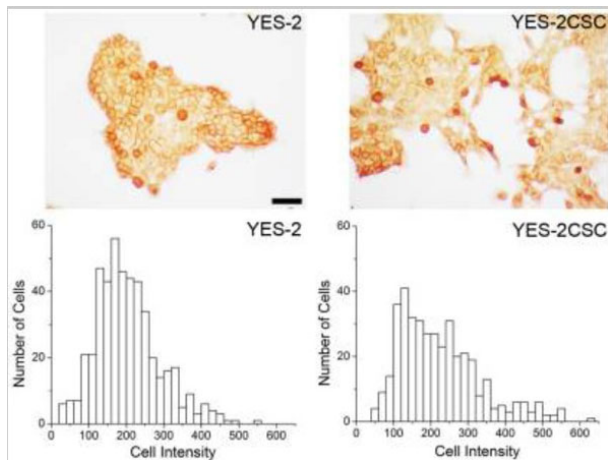 YES-2
YES-2CSC
YES-2
60
40
20
0
Number of Cells
100 200 300 400 500 600
Cell Intensity
YES-2CSC
60
40
20
0
Number of Cells
0 100 200 300 400 500 600
Cell Intensity